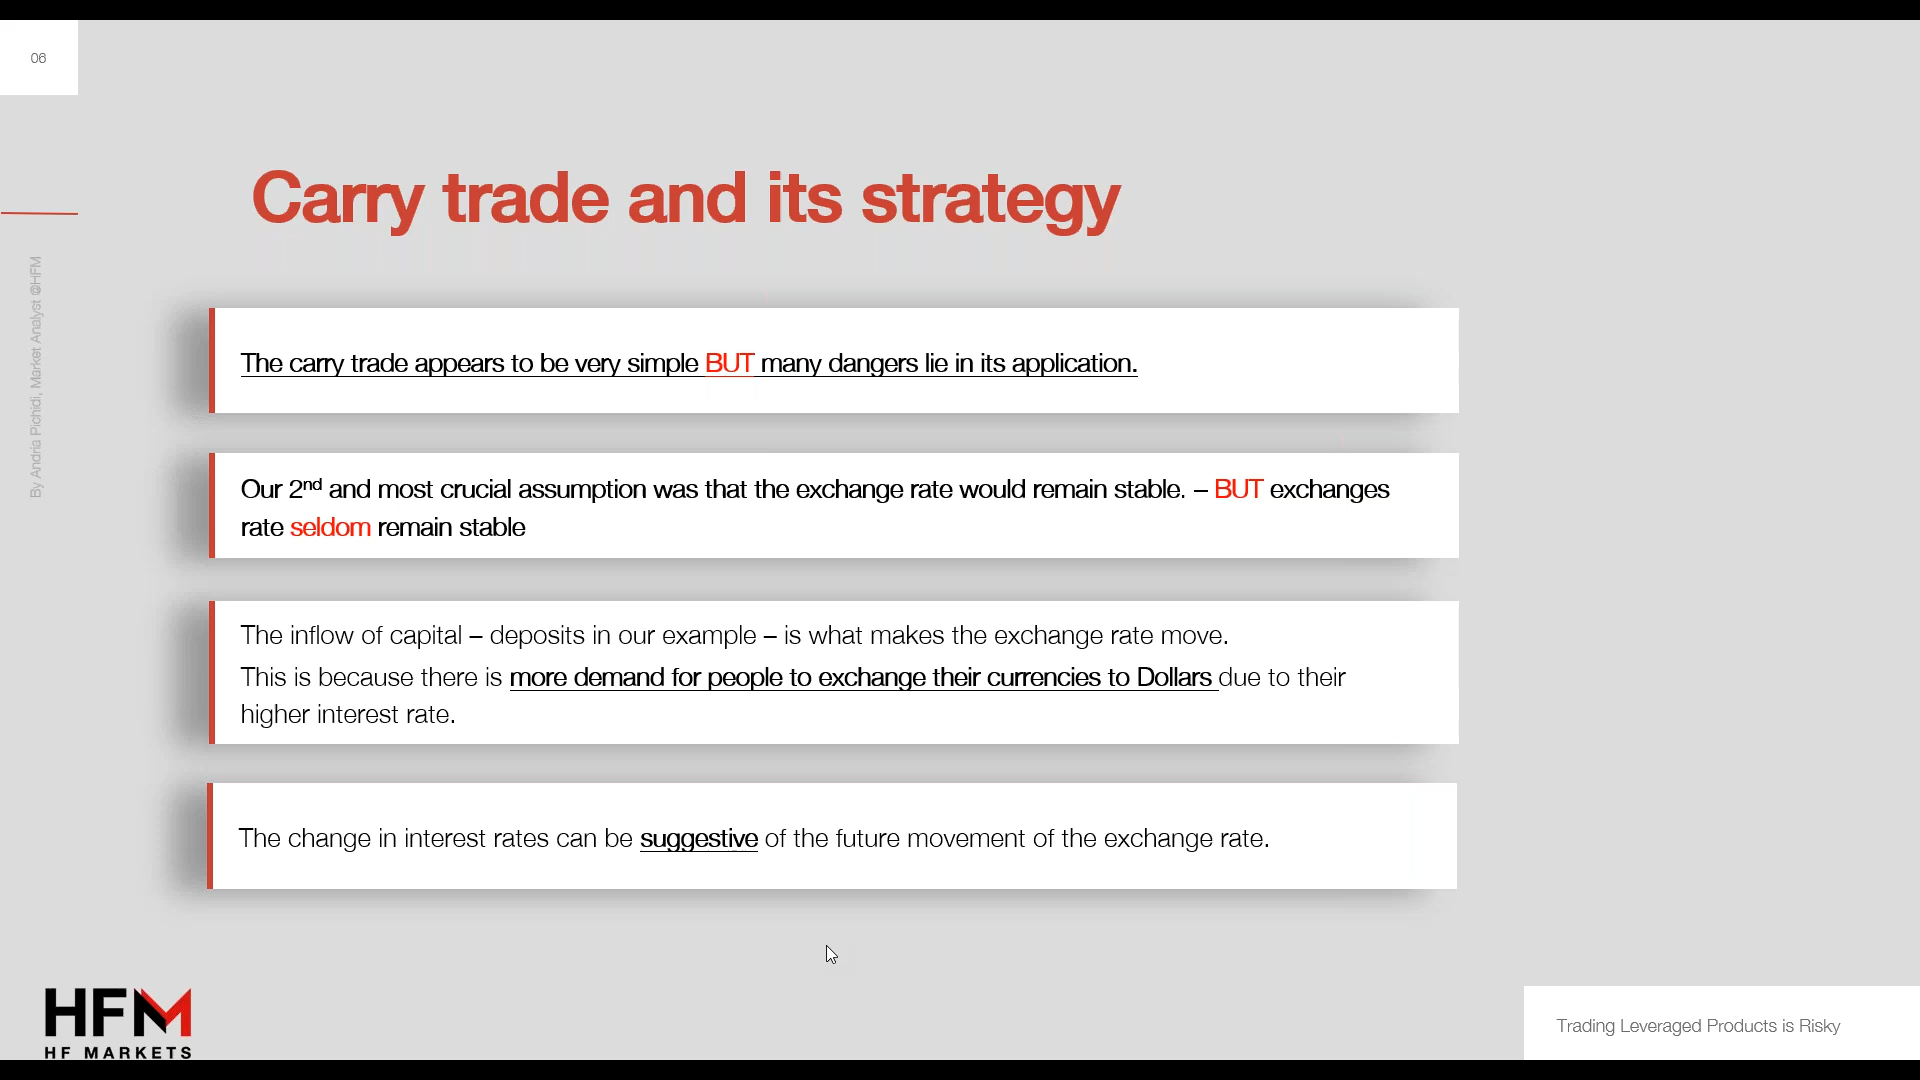 06
By Andria Pichidi, Market Analyst @HFM
Carry trade and its strategy
The carry trade appears to be very simple BUT many dangers lie in its application.
Our 2nd and most crucial assumption was that the exchange rate would remain stable. – BUT exchanges
rate seldom remain stable
The inflow of capital – deposits in our example – is what makes the exchange rate move.
This is because there is more demand for people to exchange their currencies to Dollars due to their
higher interest rate.
The change in interest rates can be suggestive of the future movement of the exchange rate.
HFM
HF MARKETS
Trading Leveraged Products is Risky